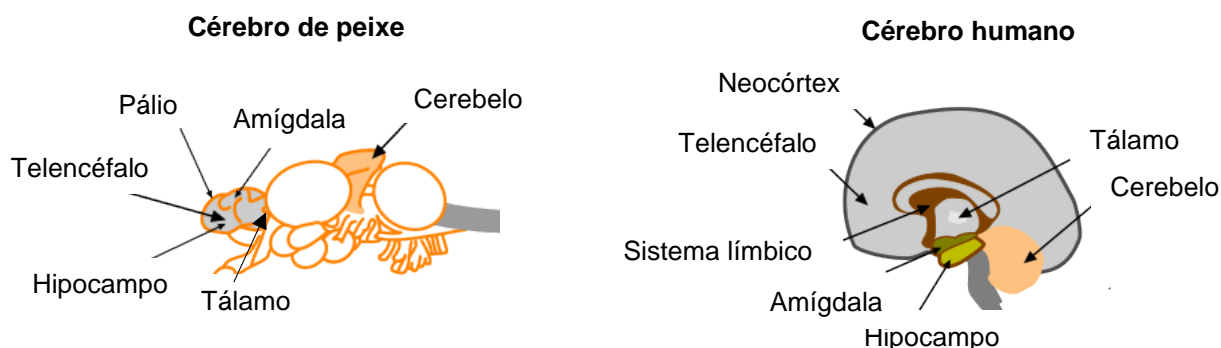 Cérebro de peixe
Cerebelo
Pálio
Amígdala
Telencéfalo
Hipocampo
Tálamo
Cérebro humano
Neocórtex
Telencéfalo
Tálamo
Cerebelo
Sistema límbico
Amígdala
Hipocampo